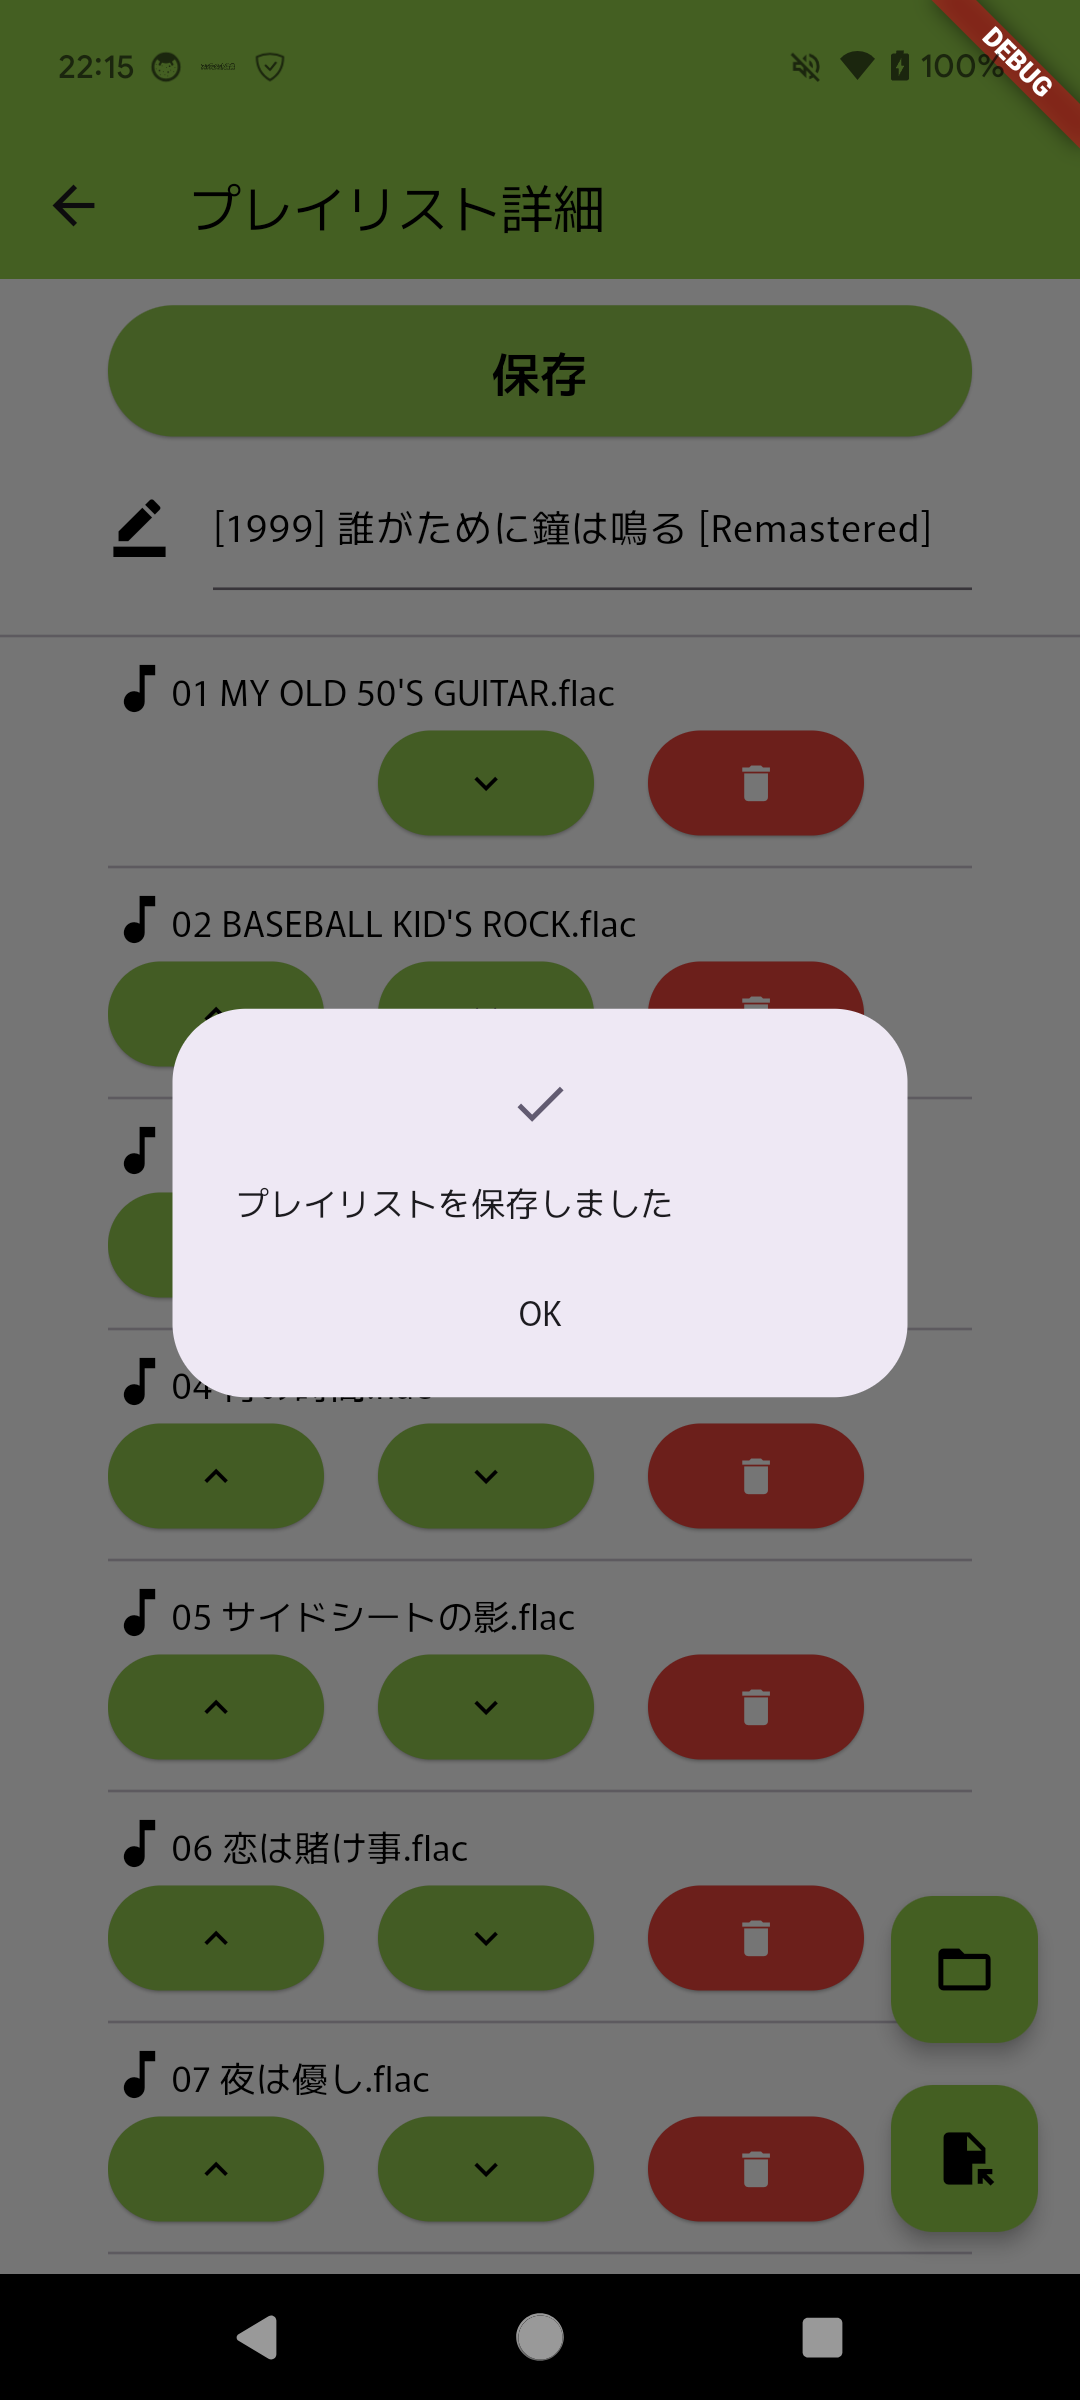 22:15
100%
DEBUG
プレイリスト詳細
保存
[1999] 誰がために鐘は鳴る [Remastered]
01 MY OLD 50'S GUITAR.flac
02 BASEBALL KID'S ROCK.flac
プレイリストを保存しました
OK
04
05 サイドシートの影.flac
06 恋は賭け事.flac
07 夜は優し.flac